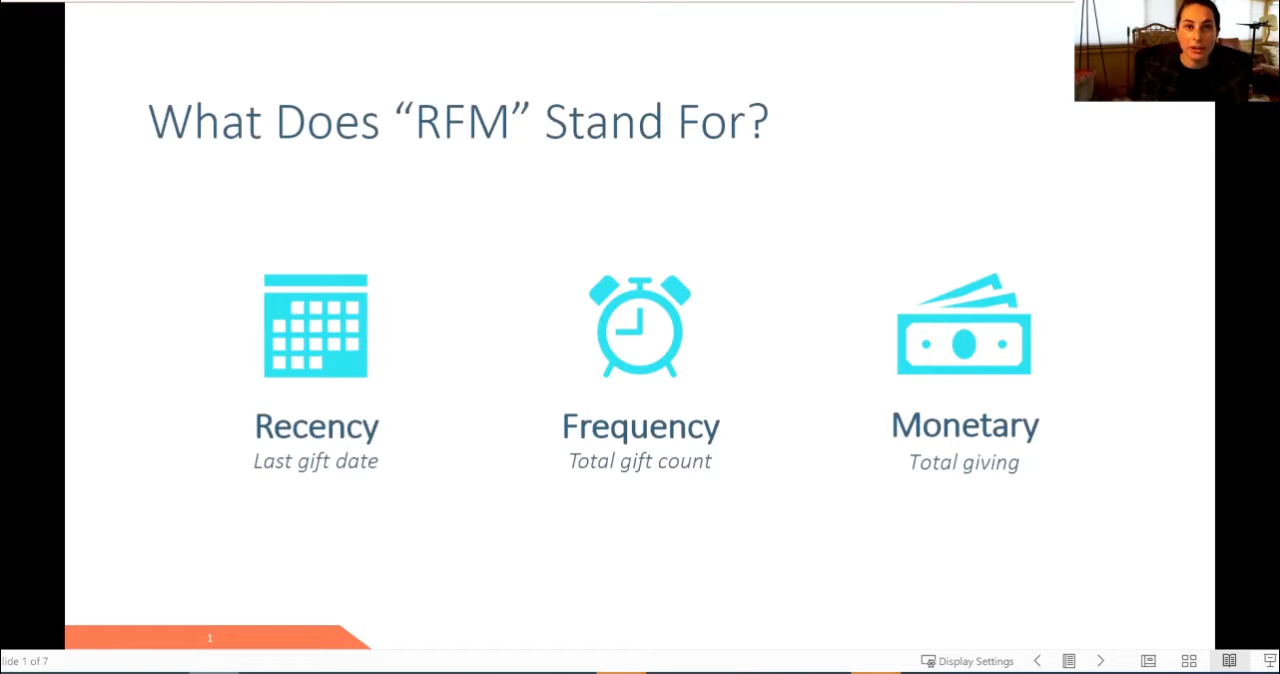 What Does “RFM” Stand For?
Recency
Last gift date
Frequency
Total gift count
Monetary
Total giving
1
lide 1 of 7
Display Settings